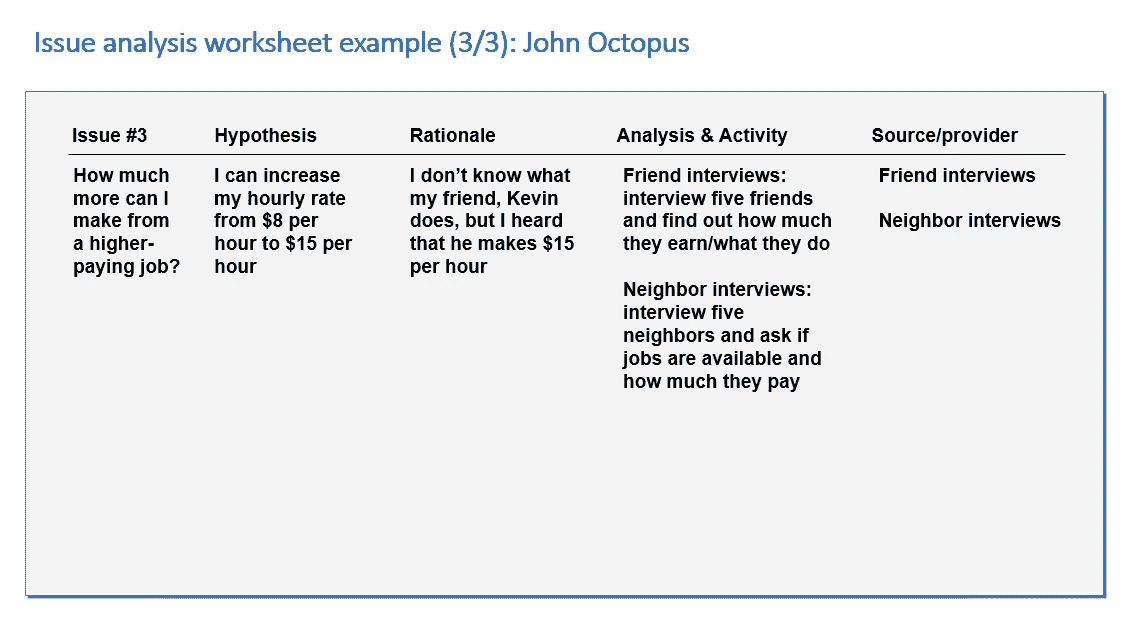 Issue analysis worksheet example (3/3): John Octopus
Issue #3
Hypothesis
Rationale
Analysis & Activity
Source/provider
How much
more can I
make from
a higher-
paying job?
I can increase
my hourly rate
from $8 per
hour to $15 per
hour
I don’t know what
my friend, Kevin
does, but I heard
that he makes $15
per hour
Friend interviews:
interview five friends
and find out how much
they earn/what they do
Neighbor interviews:
interview five
neighbors and ask if
jobs are available and
how much they pay
Friend interviews
Neighbor interviews